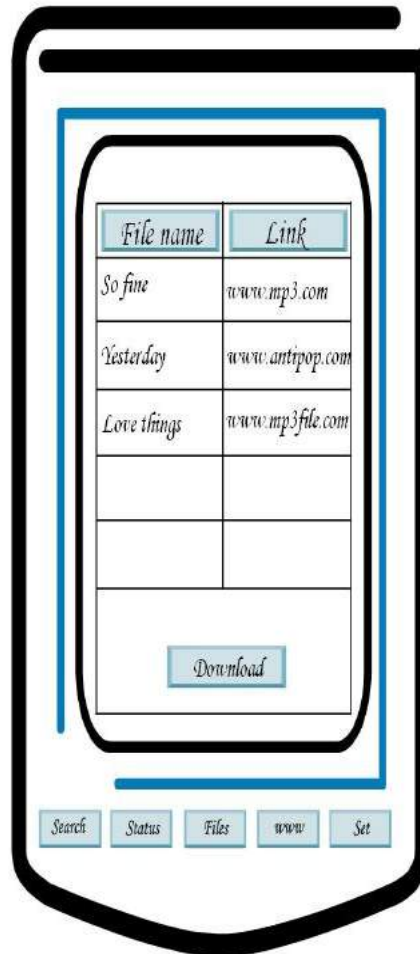 File name Link
So fine www.mp3.com
Yesterday www.antipop.com
Love things www.mp3file.com
Download
Search Status Files www Set